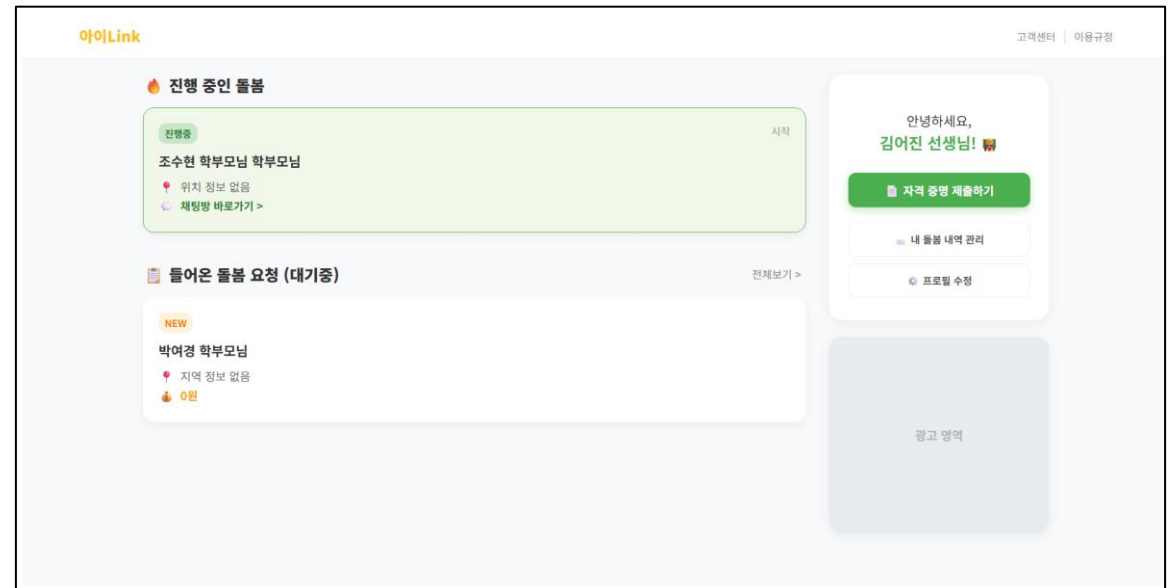 아이Link
고객센터 | 이용규정
🔥 진행 중인 돌봄
진행중
시작
조수현 학부모님 학부모님
📍 위치 정보 없음
💬 채팅방 바로가기 >
📋 들어온 돌봄 요청 (대기중)
전체보기 >
NEW
박여경 학부모님
📍 지역 정보 없음
💰 0원
안녕하세요,
김어진 선생님! 👩‍🏫
📄 자격 증명 제출하기
내 돌봄 내역 관리
⚙️ 프로필 수정
광고 영역